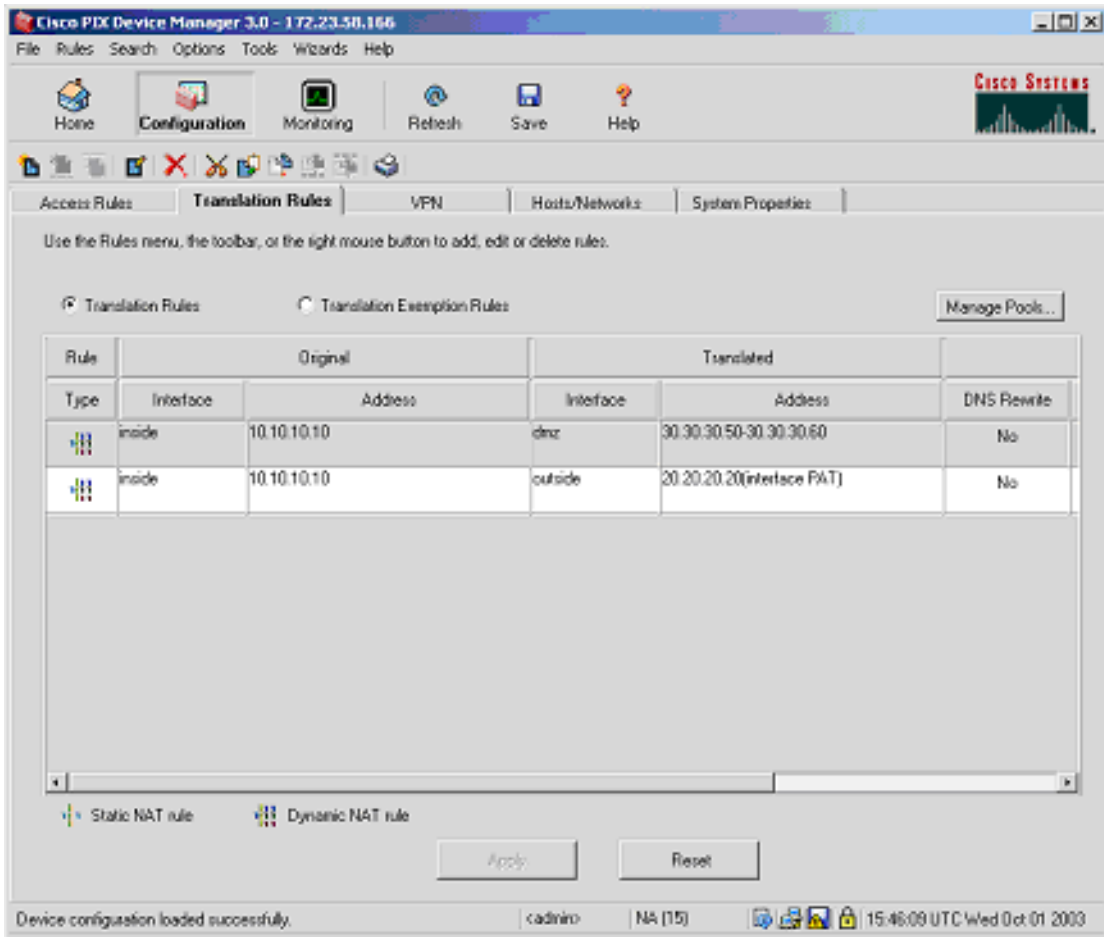 Cisco PIX Device Manager 3.0 - 172.23.58.166
File Rules Search Options Tools Wizards Help
Home Configuration Monitoring Refresh Save Help
CISCO SYSTEMS
Access Rules Translation Rules VPN Hosts/Networks System Properties
Use the Rules menu, the toolbar, or the right mouse button to add, edit or delete rules.
Translation Rules Translation Exemption Rules Manage Pools...
Rule Original Translated
Type Interface Address Interface Address DNS Rewrite
inside 10.10.10.10 dmz 30.30.30.50-30.30.30.60 No
inside 10.10.10.10 outside 20.20.20.20(interface PAT) No
Static NAT rule Dynamic NAT rule
Apply Reset
Device configuration loaded successfully. <admin> NA (15) 15:46:09 UTC Wed Oct 01 2003